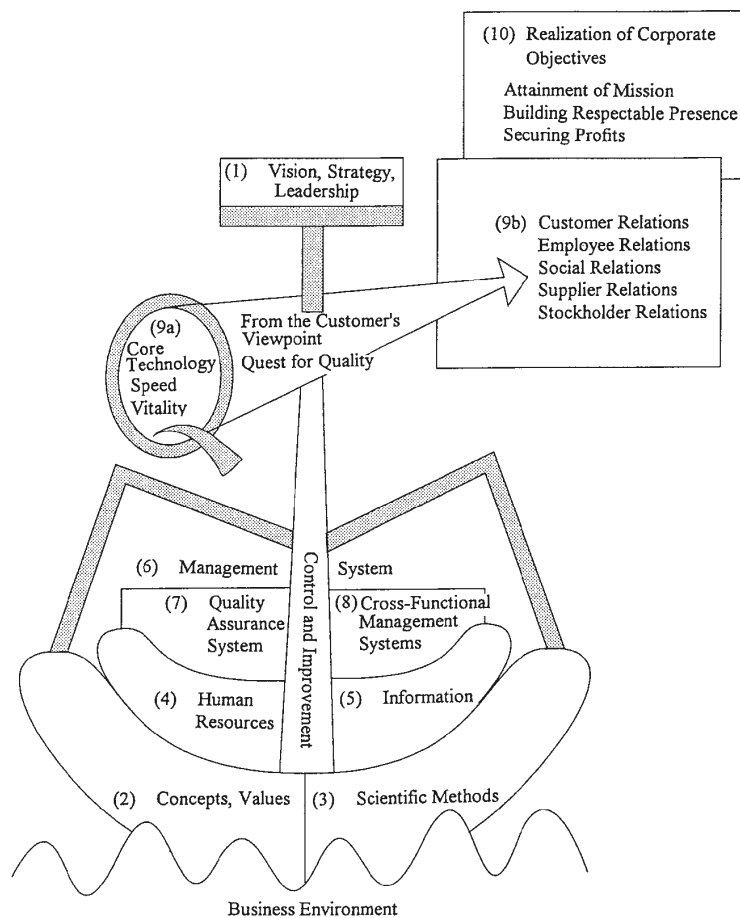 (10) Realization of Corporate
Objectives
Attainment of Mission
Building Respectable Presence
Securing Profits
(1) Vision, Strategy,
Leadership
(9b) Customer Relations
Employee Relations
Social Relations
Supplier Relations
Stockholder Relations
(9a)
Core
Technology
Speed
Vitality
From the Customer's
Viewpoint
Quest for Quality
(6) Management System
(7) Quality
Assurance
System
(8) Cross-Functional
Management
Systems
Control and Improvement
(4) Human
Resources
(5) Information
(2) Concepts, Values
(3) Scientific Methods
Business Environment